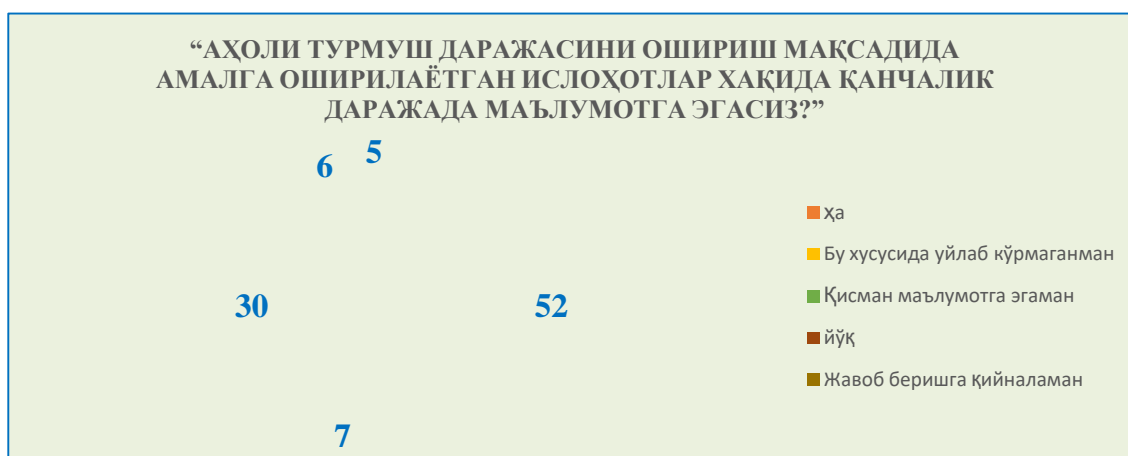 “АҲОЛИ ТУРМУШ ДАРАЖАСИНИ ОШИРИШ МАҚСАДИДА
АМАЛГА ОШИРИЛАЁТГАН ИСЛОҲОТЛАР ХАҚИДА ҚАНЧАЛИК
ДАРАЖАДА МАЪЛУМОТГА ЭГАСИЗ?”
6 5
ҳа
Бу хусусида уйлаб кўрмаганман
30 52
Қисман маълумотга эгаман
йўқ
Жавоб беришга қийналаман
7